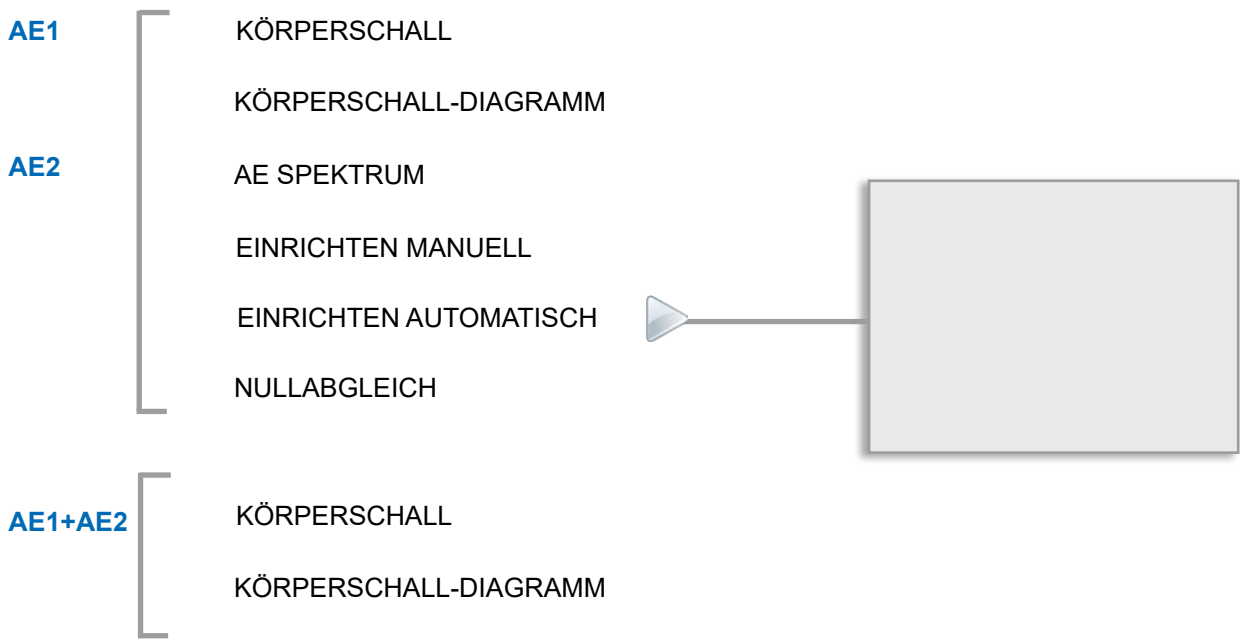 AE1
KÖRPERSCHALL
KÖRPERSCHALL-DIAGRAMM
AE2
AE SPEKTRUM
EINRICHTEN MANUELL
EINRICHTEN AUTOMATISCH
NULLABGLEICH
AE1+AE2
KÖRPERSCHALL
KÖRPERSCHALL-DIAGRAMM